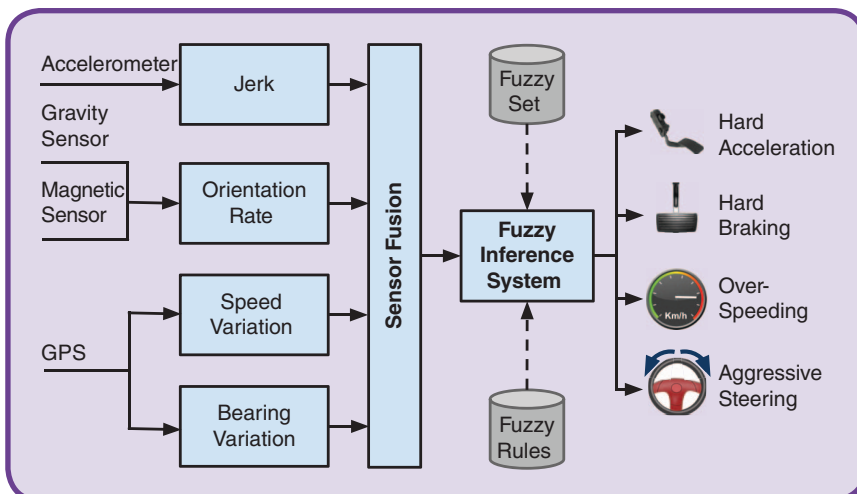 Accelerometer
Gravity
Sensor
Magnetic
Sensor
GPS
Jerk
Orientation
Rate
Speed
Variation
Bearing
Variation
Sensor Fusion
Fuzzy
Set
Fuzzy
Inference
System
Fuzzy
Rules
Hard
Acceleration
Hard
Braking
Km/h
Over-
Speeding
Aggressive
Steering